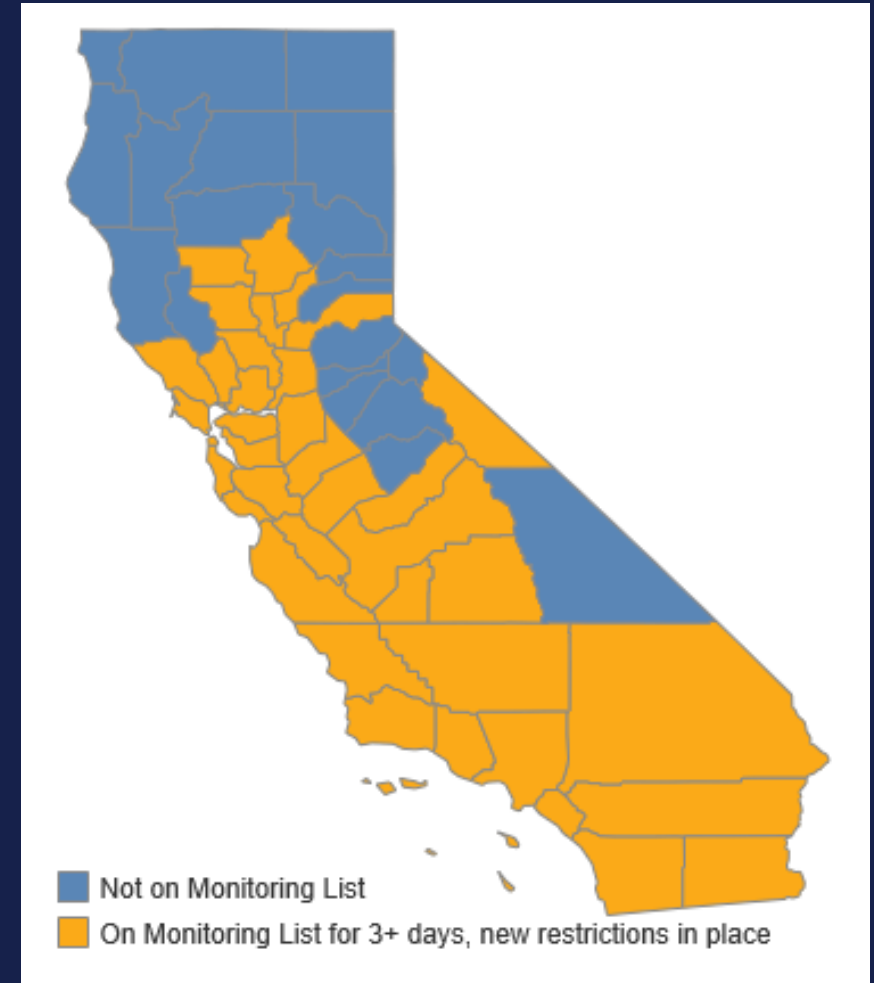 Not on Monitoring List
On Monitoring List for 3+ days, new restrictions in place